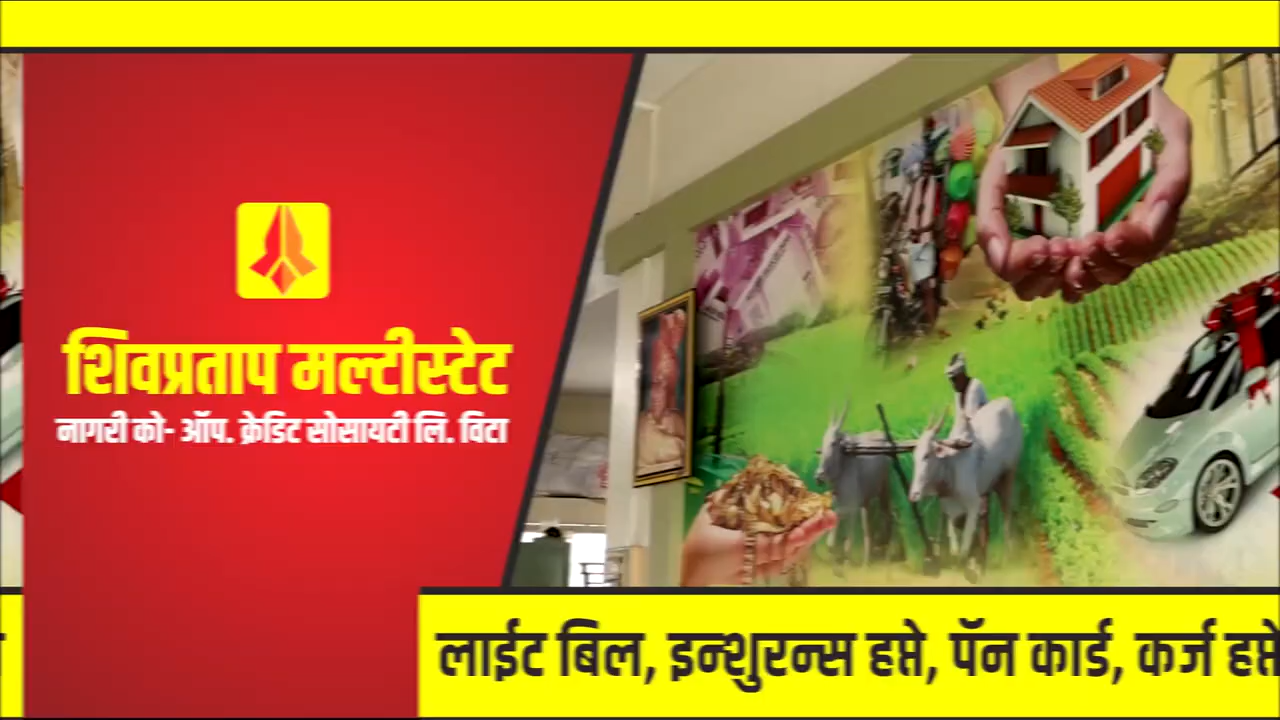 शिवप्रताप मल्टीस्टेट
नागरी को- ऑप. क्रेडिट सोसायटी लि. विटा
लाईट बिल, इन्शुरन्स हप्ते, पॅन कार्ड, कर्ज हप्ते